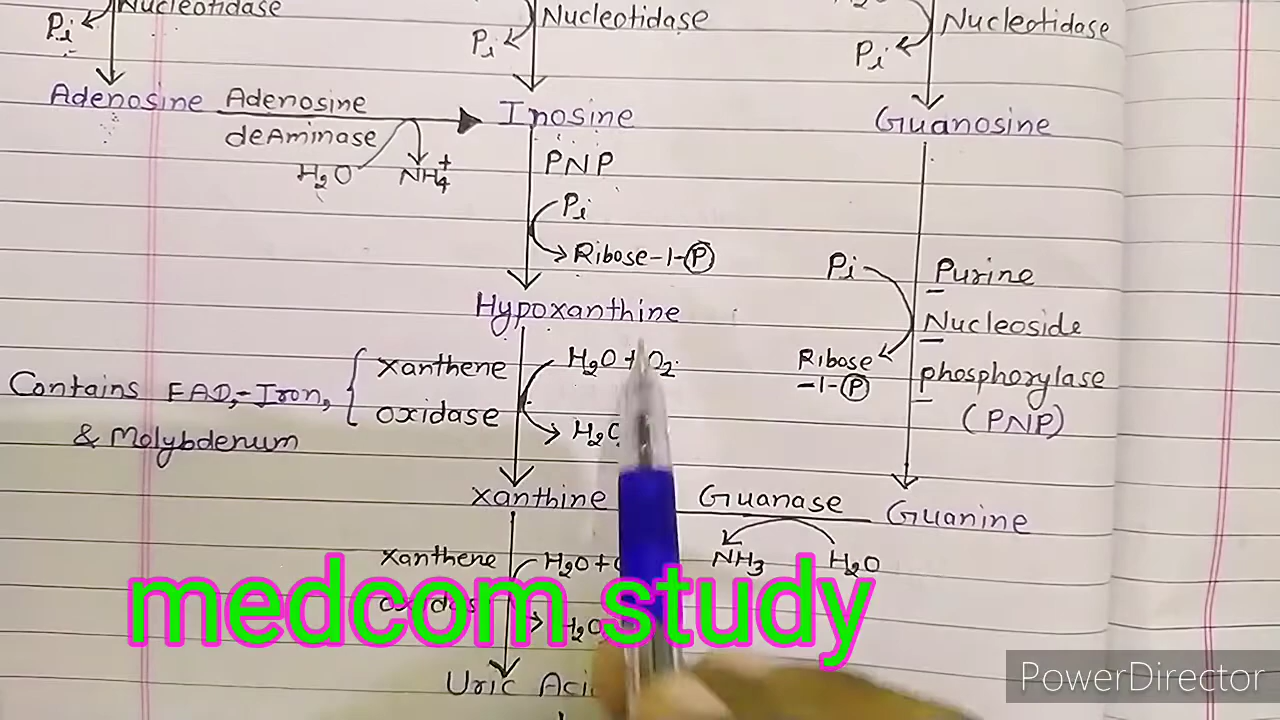 Nucleotidase
Nucleotidase
Nucleotidase
Pi
Pi
Pi
Adenosine
Adenosine
deAminase
H2O
NH4+
Inosine
Guanosine
PNP
Pi
Ribose-1-P
Hypoxanthine
Pi
Purine
Nucleoside
phosphorylase
(PNP)
Ribose
-1-P
Contains FAD,-Iron,
& Molybdenum
xanthene
oxidase
H2O + O2
xanthine
Guanase
Guanine
NH3
H2O
xanthene
H2O+
Uric
medcom study
PowerDirector